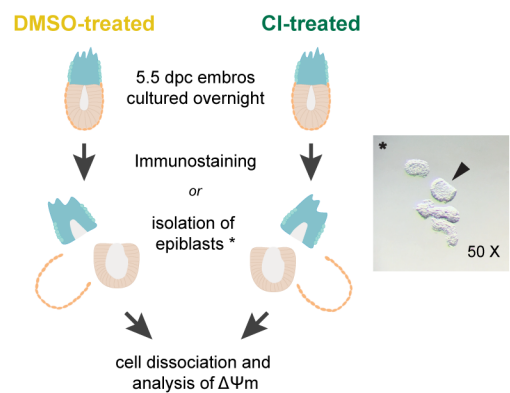 DMSO-treated
CI-treated
5.5 dpc embros
cultured overnight
Immunostaining
or
isolation of
epiblasts *
*
50 X
cell dissociation and
analysis of ΔΨm